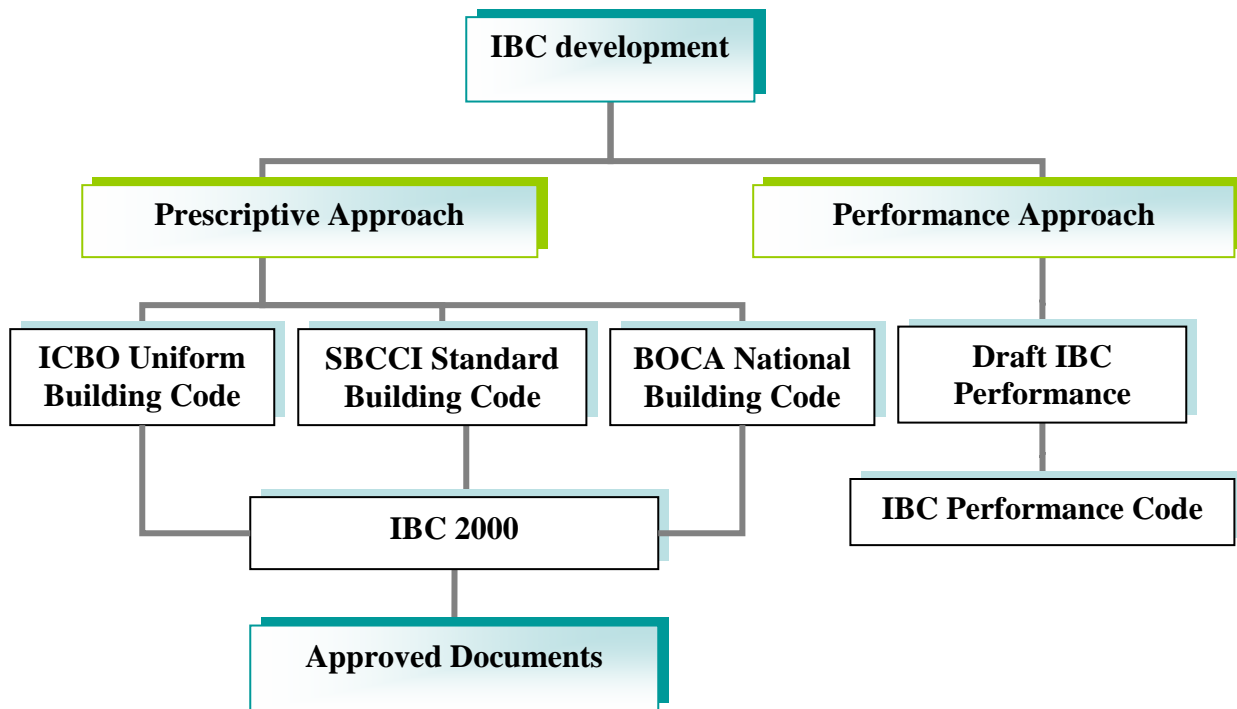 IBC development
Prescriptive Approach
Performance Approach
ICBO Uniform
Building Code
SBCCI Standard
Building Code
BOCA National
Building Code
Draft IBC
Performance
IBC 2000
IBC Performance Code
Approved Documents